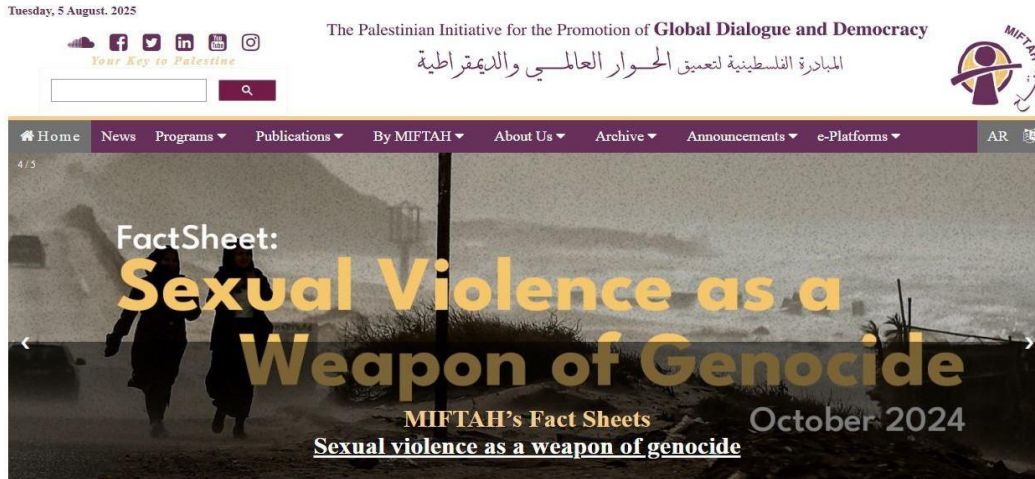 Tuesday, 5 August. 2025
The Palestinian Initiative for the Promotion of Global Dialogue and Democracy
المبادرة الفلسطينية لتعميق الحوار العالمي والديمقراطية
You Tube
Your Key to Palestine
MIFTAH
Home News Programs Publications By MIFTAH About Us Archive Announcements e-Platforms AR
4 / 5
FactSheet:
Sexual Violence as a
Weapon of Genocide
October 2024
MIFTAH's Fact Sheets
Sexual violence as a weapon of genocide